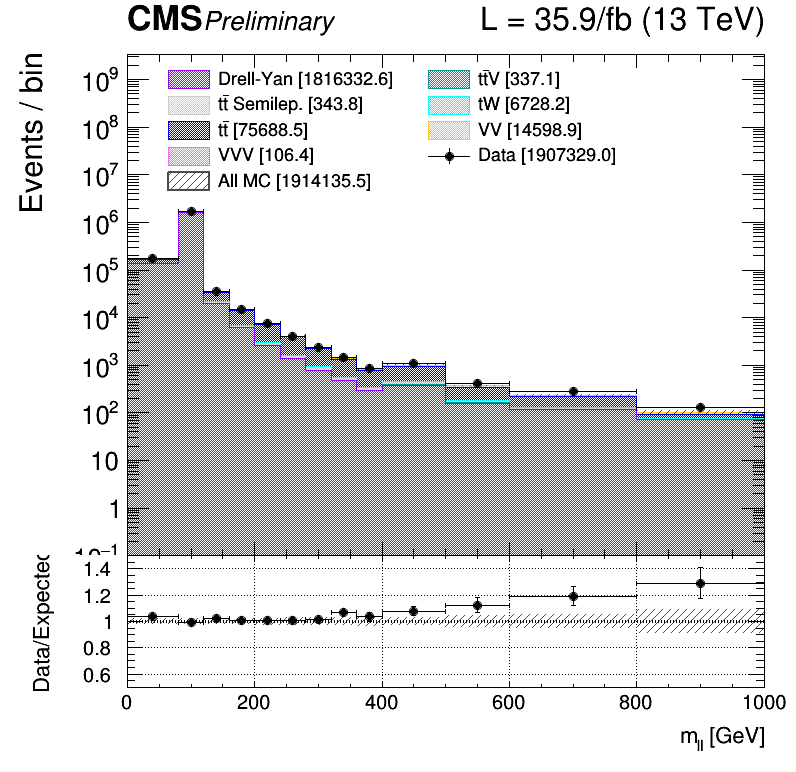 CMS Preliminary L = 35.9/fb (13 TeV)
Events / bin
10⁹
10⁸
10⁷
10⁶
10⁵
10⁴
10³
10²
10
1
10⁻¹
Drell-Yan [1816332.6]
tt̄ Semilep. [343.8]
tt̄ [75688.5]
VVV [106.4]
All MC [1914135.5]
tt̄V [337.1]
tW [6728.2]
VV [14598.9]
Data [1907329.0]
Data/Expected
1.4
1.2
1
0.8
0.6
0 200 400 600 800 1000
m_ll [GeV]